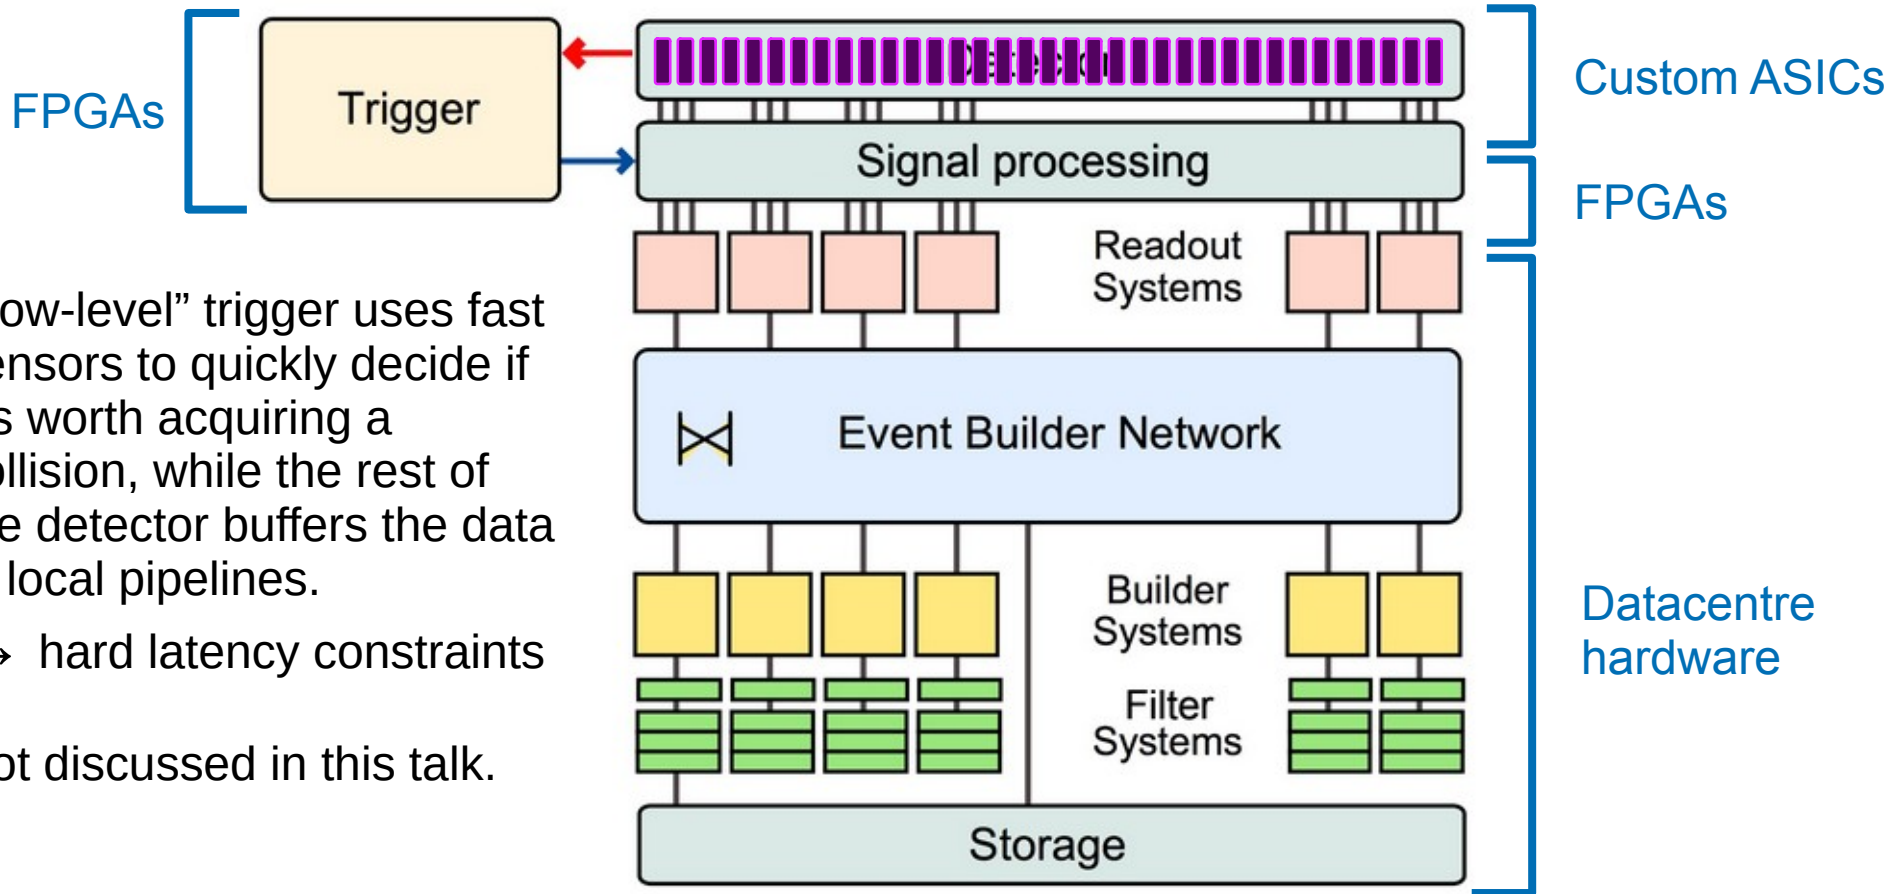 FPGAs
Trigger
Custom ASICs
Signal processing
FPGAs
Readout
Systems
ow-level” trigger uses fast
ensors to quickly decide if
s worth acquiring a
ollision, while the rest of
e detector buffers the data
local pipelines.
→ hard latency constraints
ot discussed in this talk.
Event Builder Network
Builder
Systems
Filter
Systems
Datacentre
hardware
Storage